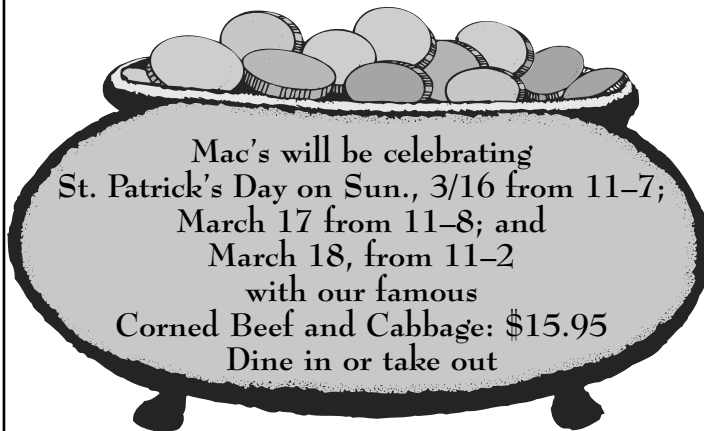 Mac's will be celebrating
St. Patrick's Day on Sun., 3/16 from 11–7;
March 17 from 11–8; and
March 18, from 11–2
with our famous
Corned Beef and Cabbage: $15.95
Dine in or take out